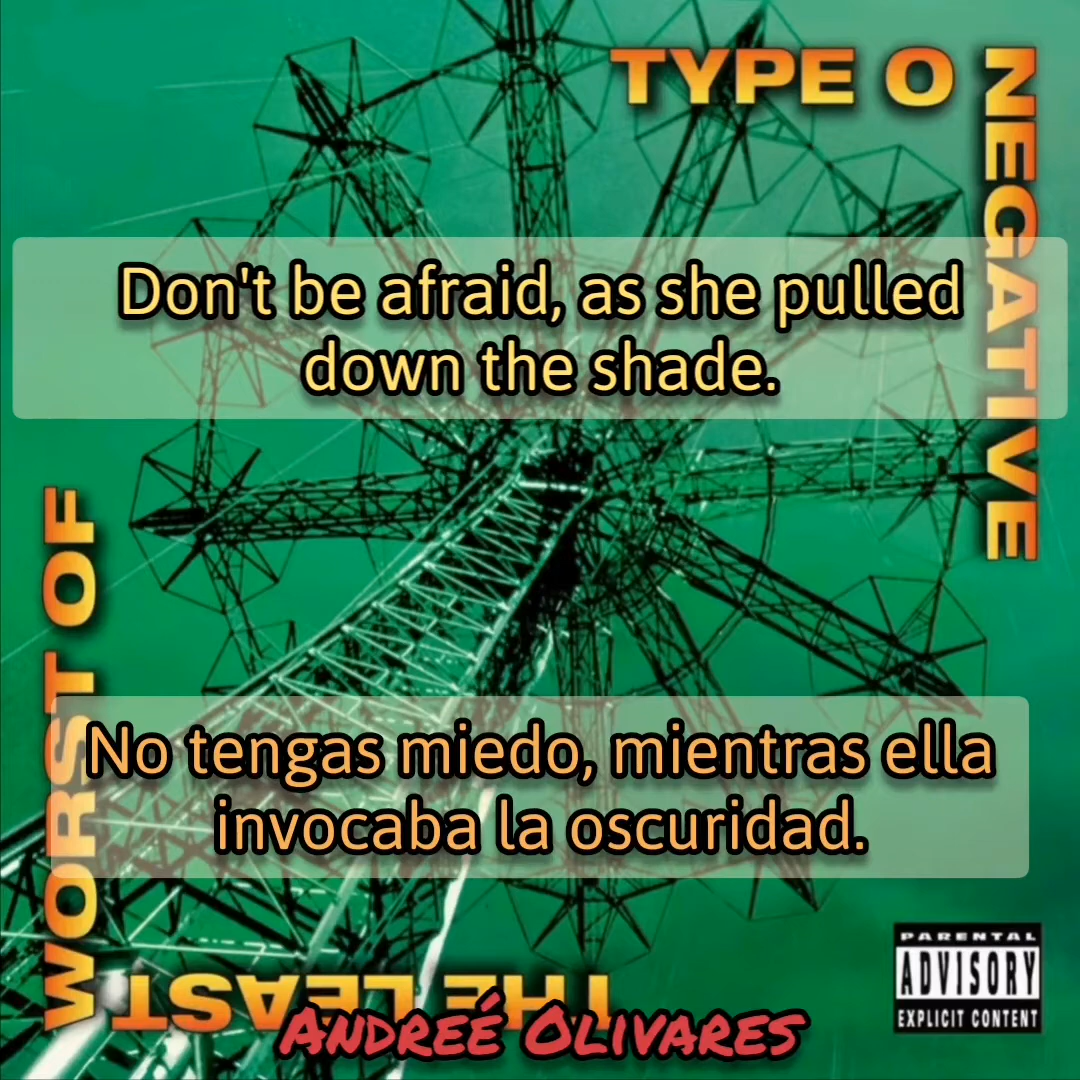 TYPE O NEGATIVE
Don't be afraid, as she pulled
down the shade.
WORST OF
No tengas miedo, mientras ella
invocaba la oscuridad.
THE LEAST
ANDREÉ OLIVARES
PARENTAL
ADVISORY
EXPLICIT CONTENT